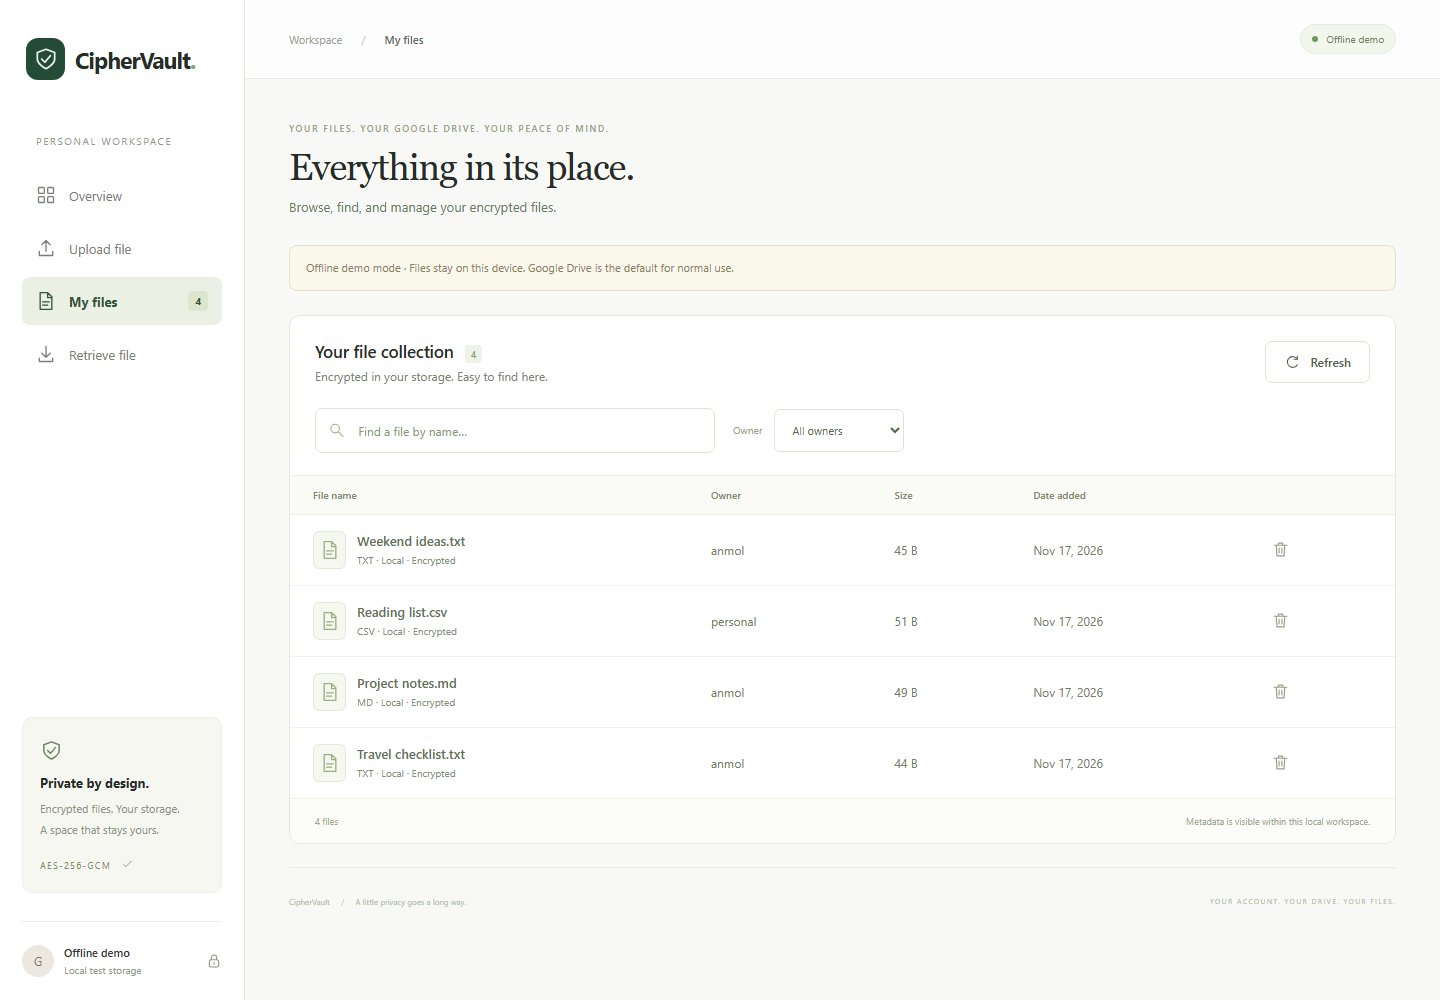 CipherVault.
PERSONAL WORKSPACE
Overview
Upload file
My files 4
Retrieve file
Private by design.
Encrypted files. Your storage.
A space that stays yours.
AES-256-GCM
G
Offline demo
Local test storage
Workspace / My files
Offline demo
YOUR FILES. YOUR GOOGLE DRIVE. YOUR PEACE OF MIND.
Everything in its place.
Browse, find, and manage your encrypted files.
Offline demo mode · Files stay on this device. Google Drive is the default for normal use.
Your file collection 4
Encrypted in your storage. Easy to find here.
Refresh
Find a file by name...
Owner
All owners
File name Owner Size Date added
Weekend ideas.txt
TXT · Local · Encrypted
anmol 45 B Nov 17, 2026
Reading list.csv
CSV · Local · Encrypted
personal 51 B Nov 17, 2026
Project notes.md
MD · Local · Encrypted
anmol 49 B Nov 17, 2026
Travel checklist.txt
TXT · Local · Encrypted
anmol 44 B Nov 17, 2026
4 files
Metadata is visible within this local workspace.
CipherVault / A little privacy goes a long way.
YOUR ACCOUNT. YOUR DRIVE. YOUR FILES.